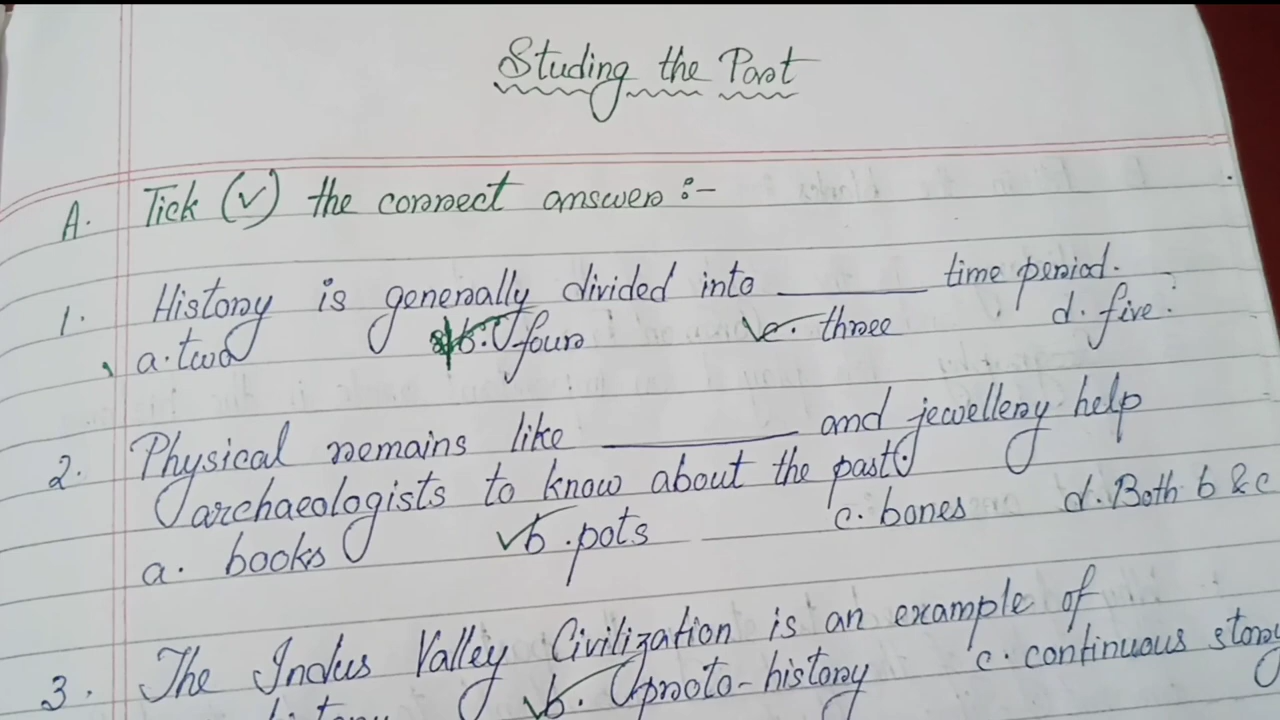 Studing the Past
A. Tick (✓) the correct answer :-
1. History is generally divided into ________ time period.
a. two b. four ✓c. three d. five.
2. Physical remains like ________ and jewellery help
archaeologists to know about the past.
a. books ✓b. pots c. bones d. Both b & c
3. The Indus Valley Civilization is an example of
✓b. proto-history c. continuous story